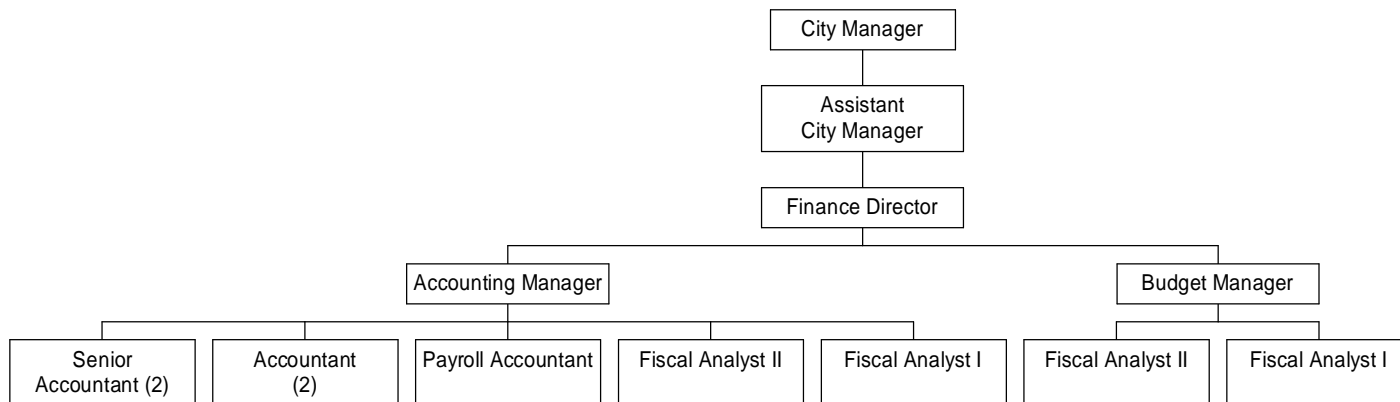 City Manager
Assistant
City Manager
Finance Director
Accounting Manager
Budget Manager
Senior
Accountant (2)
Accountant
(2)
Payroll Accountant
Fiscal Analyst II
Fiscal Analyst I
Fiscal Analyst II
Fiscal Analyst I